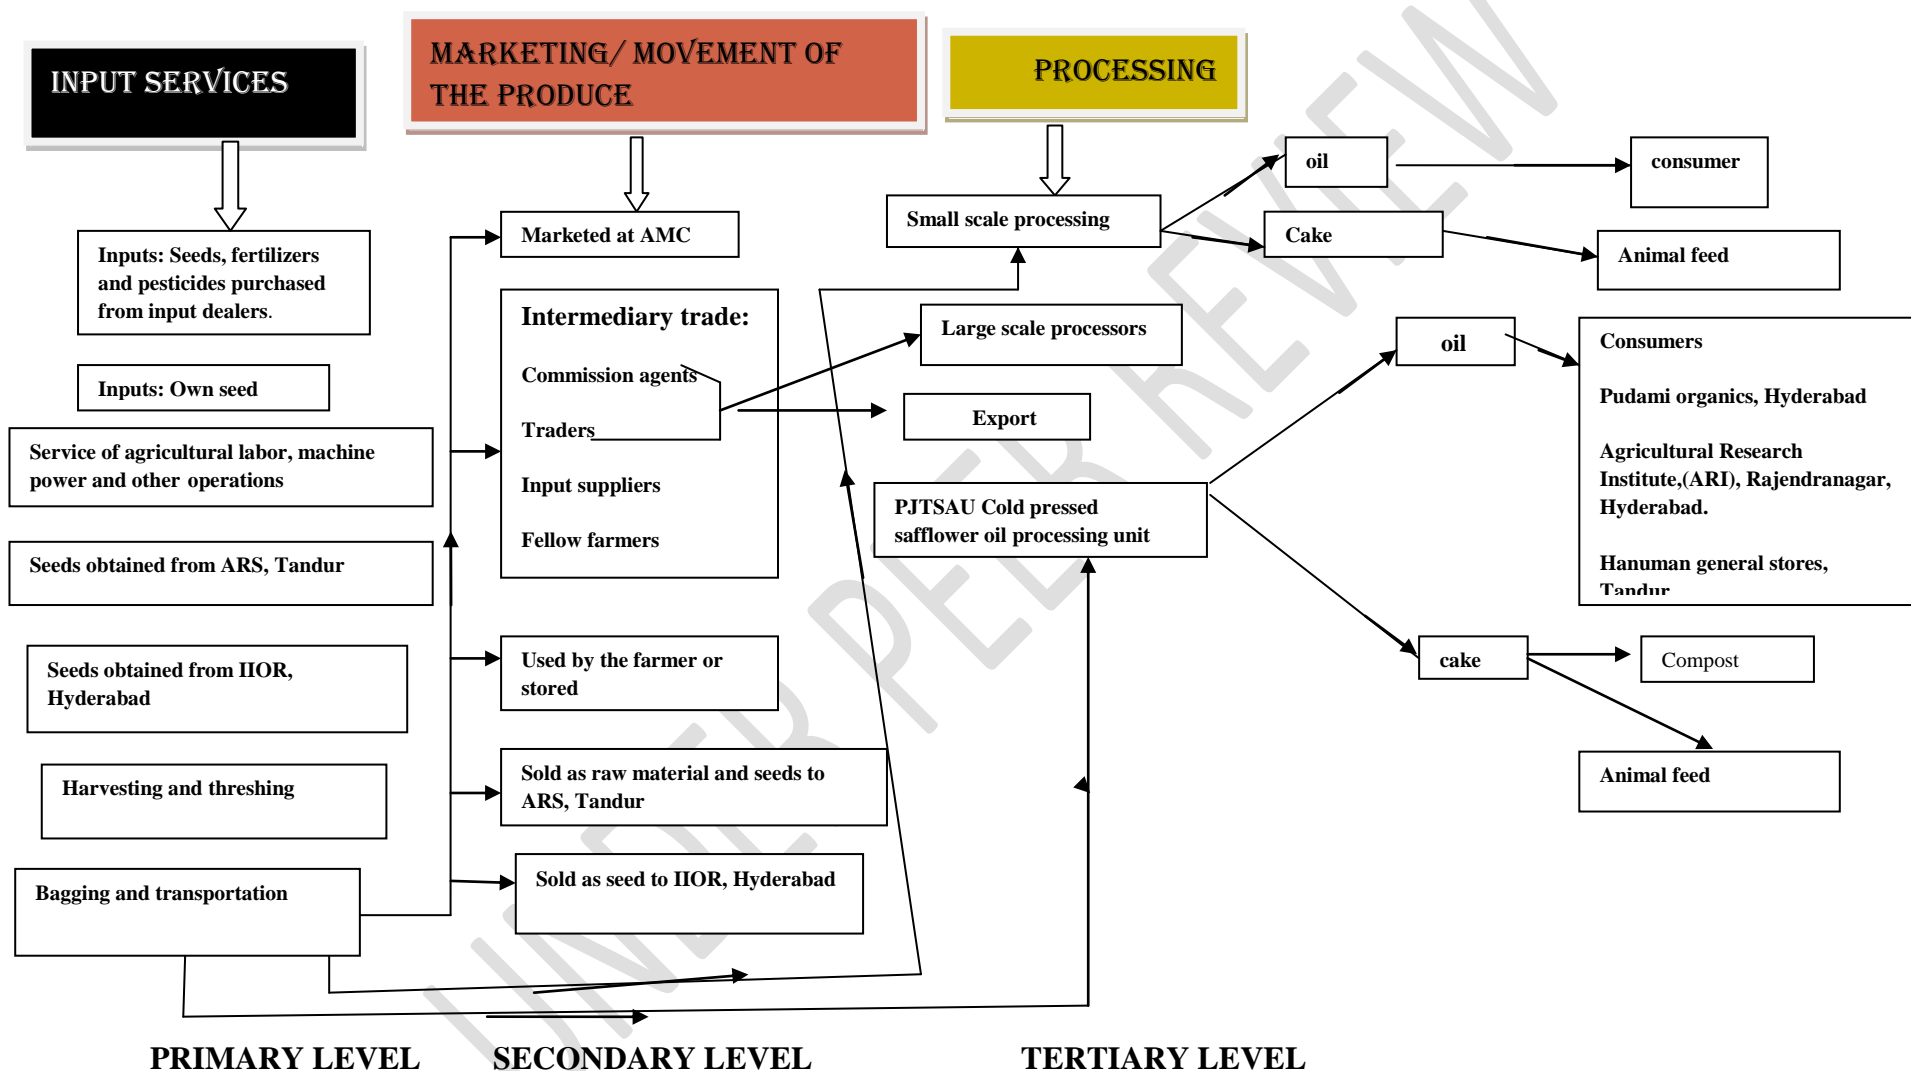 INPUT SERVICES
MARKETING/ MOVEMENT OF
THE PRODUCE
PROCESSING
Inputs: Seeds, fertilizers
and pesticides purchased
from input dealers.
Inputs: Own seed
Service of agricultural labor, machine
power and other operations
Seeds obtained from ARS, Tandur
Seeds obtained from IIOR,
Hyderabad
Harvesting and threshing
Bagging and transportation
Marketed at AMC
Intermediary trade:
Commission agents
Traders
Input suppliers
Fellow farmers
Used by the farmer or
stored
Sold as raw material and seeds to
ARS, Tandur
Sold as seed to IIOR, Hyderabad
Small scale processing
Large scale processors
Export
PJTSAU Cold pressed
safflower oil processing unit
oil
consumer
Cake
Animal feed
oil
Consumers
Pudami organics, Hyderabad
Agricultural Research
Institute,(ARI), Rajendranagar,
Hyderabad.
Hanuman general stores,
Tandur
cake
Compost
Animal feed
UNDER PEER REVIEW
PRIMARY LEVEL
SECONDARY LEVEL
TERTIARY LEVEL